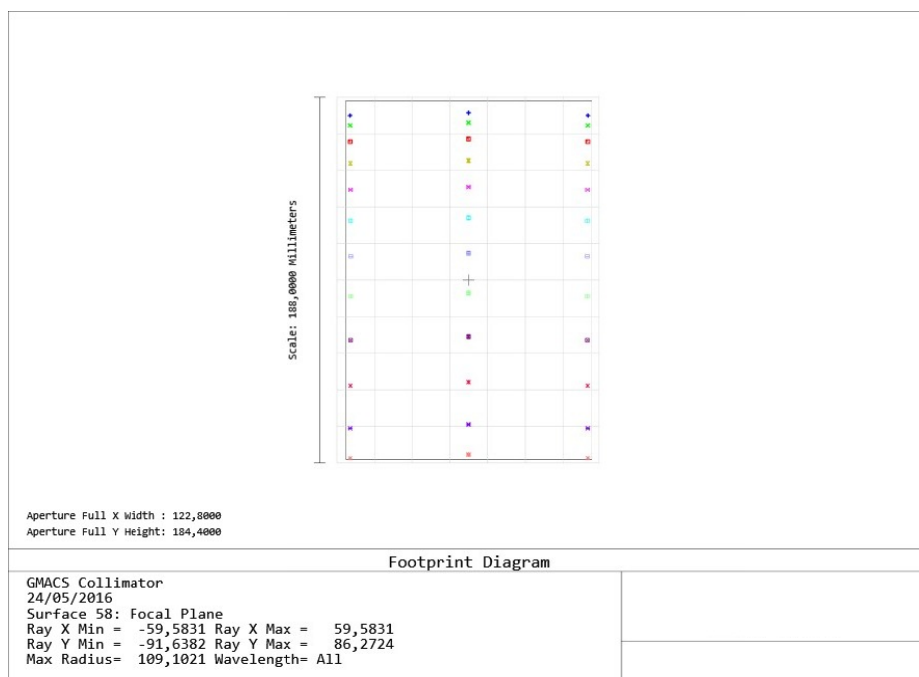 Scale: 188,0000 Millimeters
Aperture Full X Width : 122,8000
Aperture Full Y Height: 184,4000
Footprint Diagram
GMACS Collimator
24/05/2016
Surface 58: Focal Plane
Ray X Min = -59,5831 Ray X Max = 59,5831
Ray Y Min = -91,6382 Ray Y Max = 86,2724
Max Radius= 109,1021 Wavelength= All